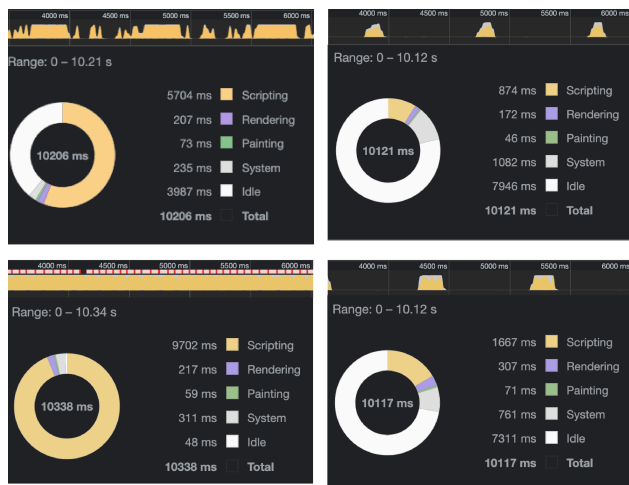 4000 ms 4500 ms 5000 ms 5500 ms 6000 ms
Range: 0 – 10.21 s
5704 ms Scripting
207 ms Rendering
73 ms Painting
235 ms System
3987 ms Idle
10206 ms Total
10206 ms
4000 ms 4500 ms 5000 ms 5500 ms 6000 ms
Range: 0 – 10.12 s
874 ms Scripting
172 ms Rendering
46 ms Painting
1082 ms System
7946 ms Idle
10121 ms Total
10121 ms
4000 ms 4500 ms 5000 ms 5500 ms 6000 ms
Range: 0 – 10.34 s
9702 ms Scripting
217 ms Rendering
59 ms Painting
311 ms System
48 ms Idle
10338 ms Total
10338 ms
4000 ms 4500 ms 5000 ms 5500 ms 6000 ms
Range: 0 – 10.12 s
1667 ms Scripting
307 ms Rendering
71 ms Painting
761 ms System
7311 ms Idle
10117 ms Total
10117 ms